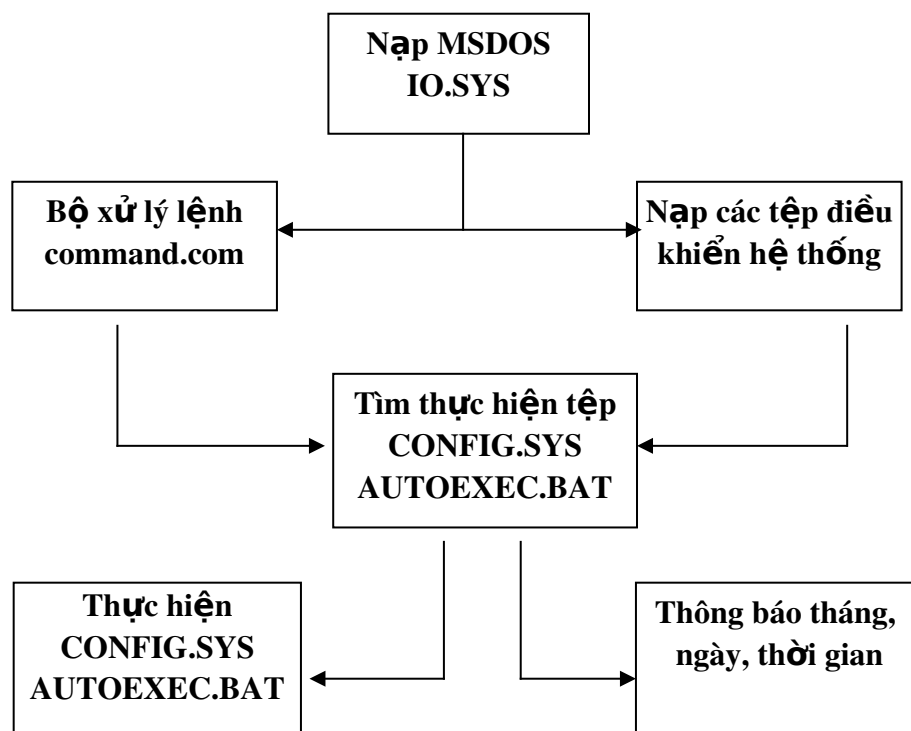 Nạp MSDOS
IO.SYS
Bộ xử lý lệnh
command.com
Nạp các tệp điều
khiển hệ thống
Tìm thực hiện tệp
CONFIG.SYS
AUTOEXEC.BAT
Thực hiện
CONFIG.SYS
AUTOEXEC.BAT
Thông báo tháng,
ngày, thời gian